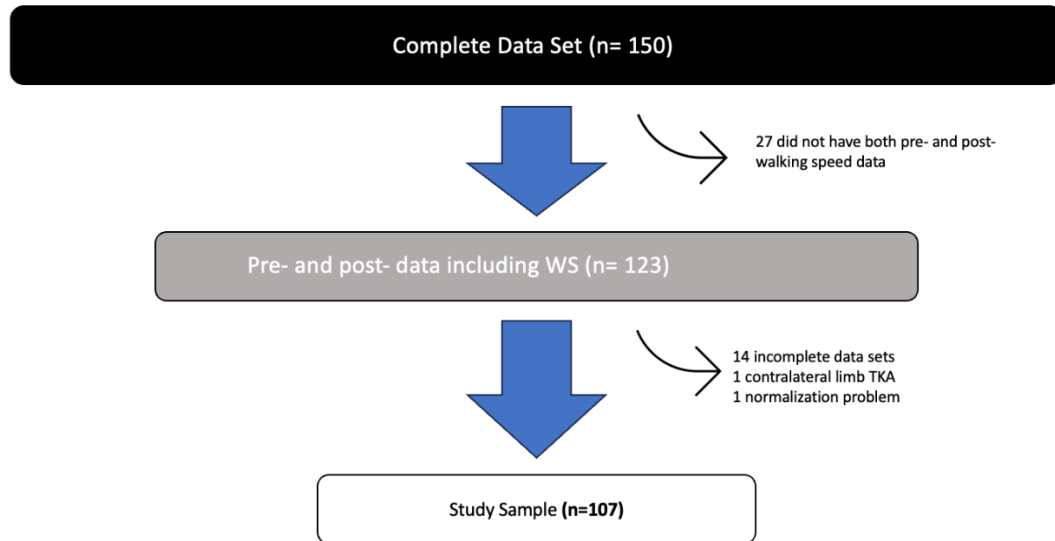 Complete Data Set (n= 150)
27 did not have both pre- and post-
walking speed data
Pre- and post- data including WS (n= 123)
14 incomplete data sets
1 contralateral limb TKA
1 normalization problem
Study Sample (n=107)